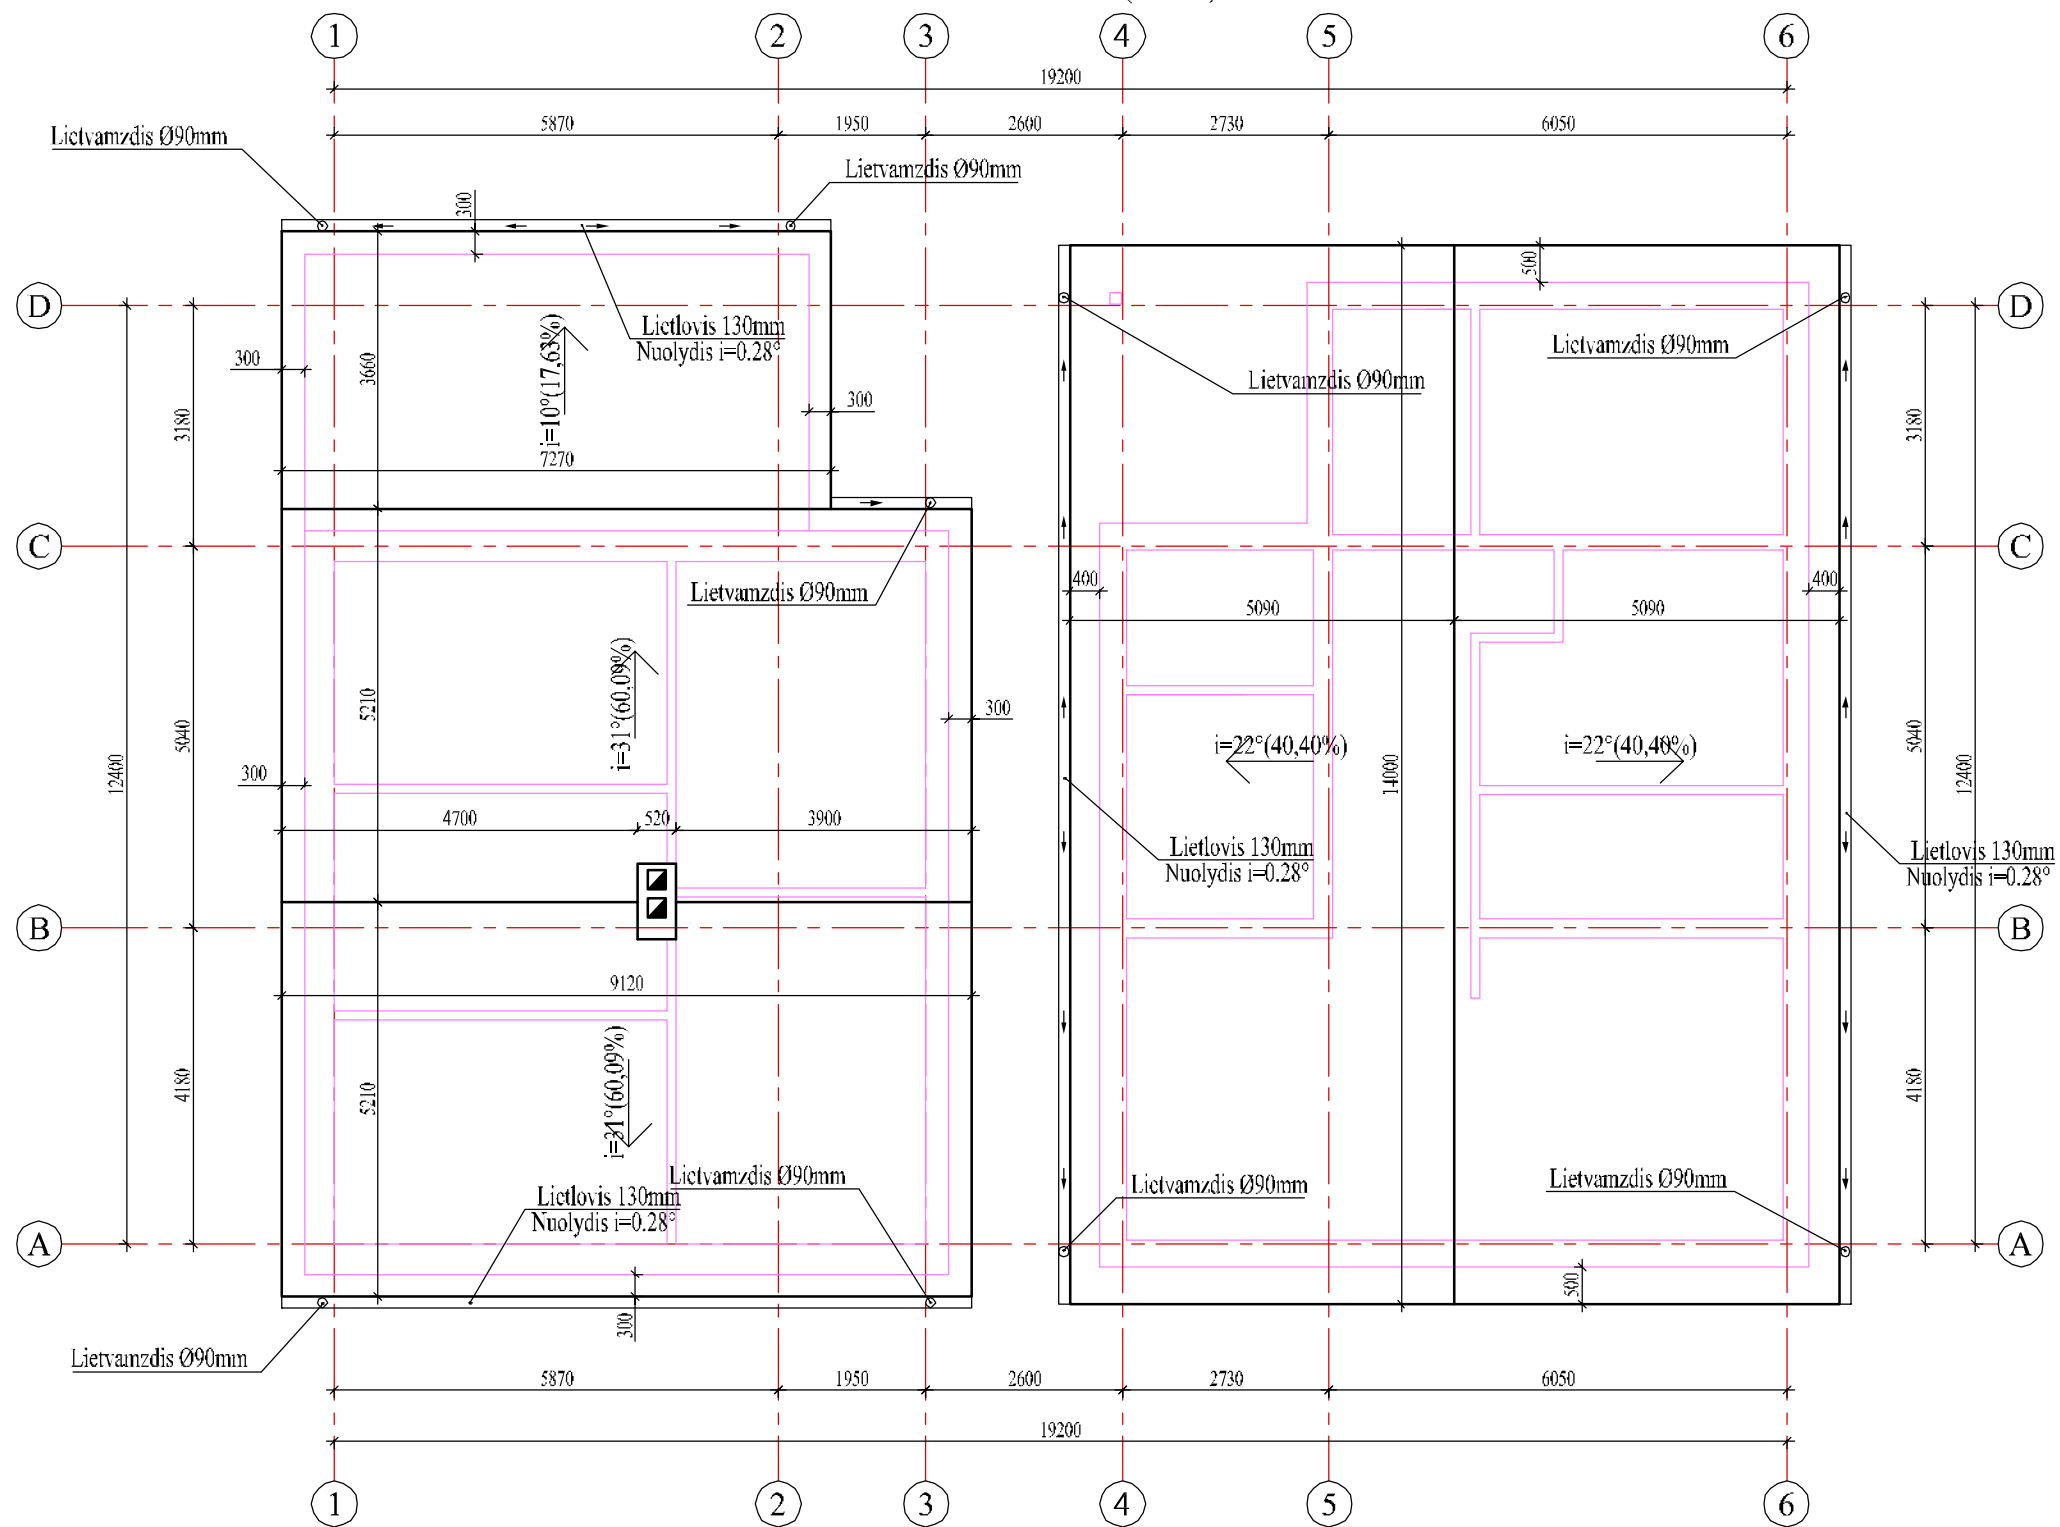 1 2 3 4 5 6
19200
5870 1950 2600 2730 6050
Lietvamzdis Ø90mm
Lietvamzdis Ø90mm
300
500
D
D
Lietlovis 130mm
Nuolydis i=0.28°
Lietvamzdis Ø90mm
Lietvamzdis Ø90mm
300
3660
i=10°(17,63%)
300
3180
3180
7270
C
C
Lietvamzdis Ø90mm
400
400
5090
5090
5210
i=31°(60,09%)
300
300
5040
5040
12400
12400
i=22°(40,40%)
i=22°(40,40%)
14000
4700 520 3900
Lietlovis 130mm
Nuolydis i=0.28°
Lietlovis 130mm
Nuolydis i=0.28°
B
B
9120
5210
i=31°(60,09%)
4180
4180
Lietvamzdis Ø90mm
Lietlovis 130mm
Nuolydis i=0.28°
Lietvamzdis Ø90mm
Lietvamzdis Ø90mm
A
A
300
500
Lietvamzdis Ø90mm
5870 1950 2600 2730 6050
19200
1 2 3 4 5 6